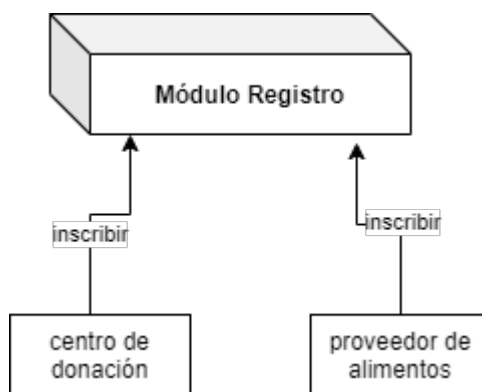 Módulo Registro
inscribir
inscribir
centro de
donación
proveedor de
alimentos